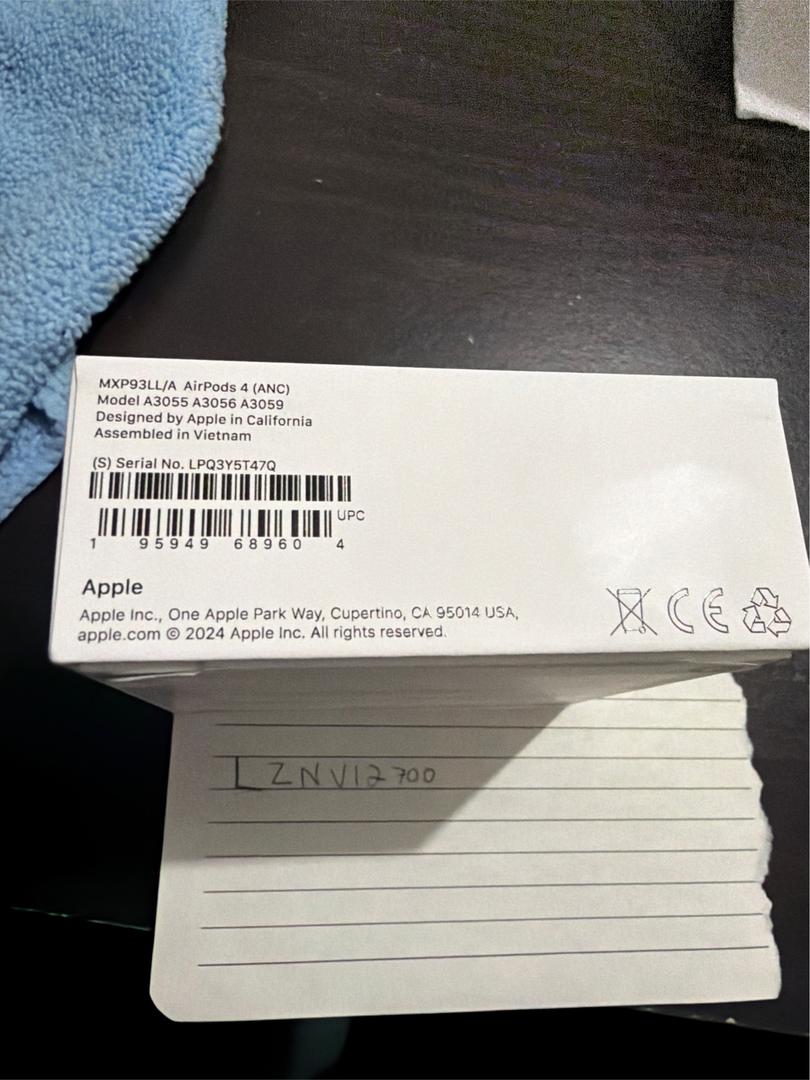 MXP93LL/A AirPods 4 (ANC)
Model A3055 A3056 A3059
Designed by Apple in California
Assembled in Vietnam
(S) Serial No. LPQ3Y5T47Q
UPC
1 95949 68960 4
Apple
Apple Inc., One Apple Park Way, Cupertino, CA 95014 USA,
apple.com © 2024 Apple Inc. All rights reserved.
CE
LZNV12700